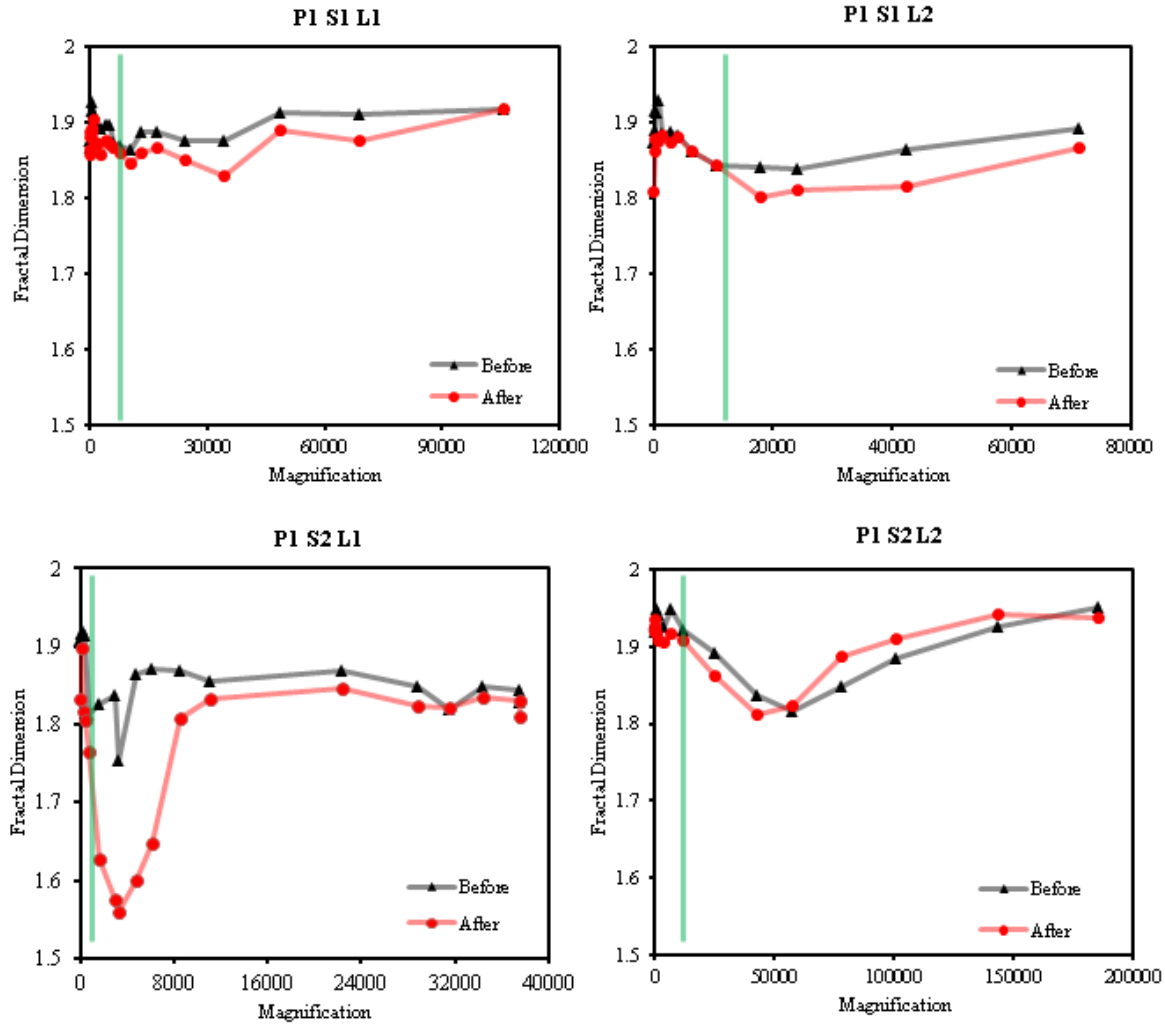 P1 S1 L1
2
1.9
1.8
1.7
1.6
1.5
Fractal Dimension
Before
After
0 30000 60000 90000 120000
Magnification
P1 S1 L2
2
1.9
1.8
1.7
1.6
1.5
Fractal Dimenision
Before
After
0 20000 40000 60000 80000
Magnification
P1 S2 L1
2
1.9
1.8
1.7
1.6
1.5
Fractal Dimension
Before
After
0 8000 16000 24000 32000 40000
Magnification
P1 S2 L2
2
1.9
1.8
1.7
1.6
1.5
Fractal Dimension
Before
After
0 50000 100000 150000 200000
Magnification